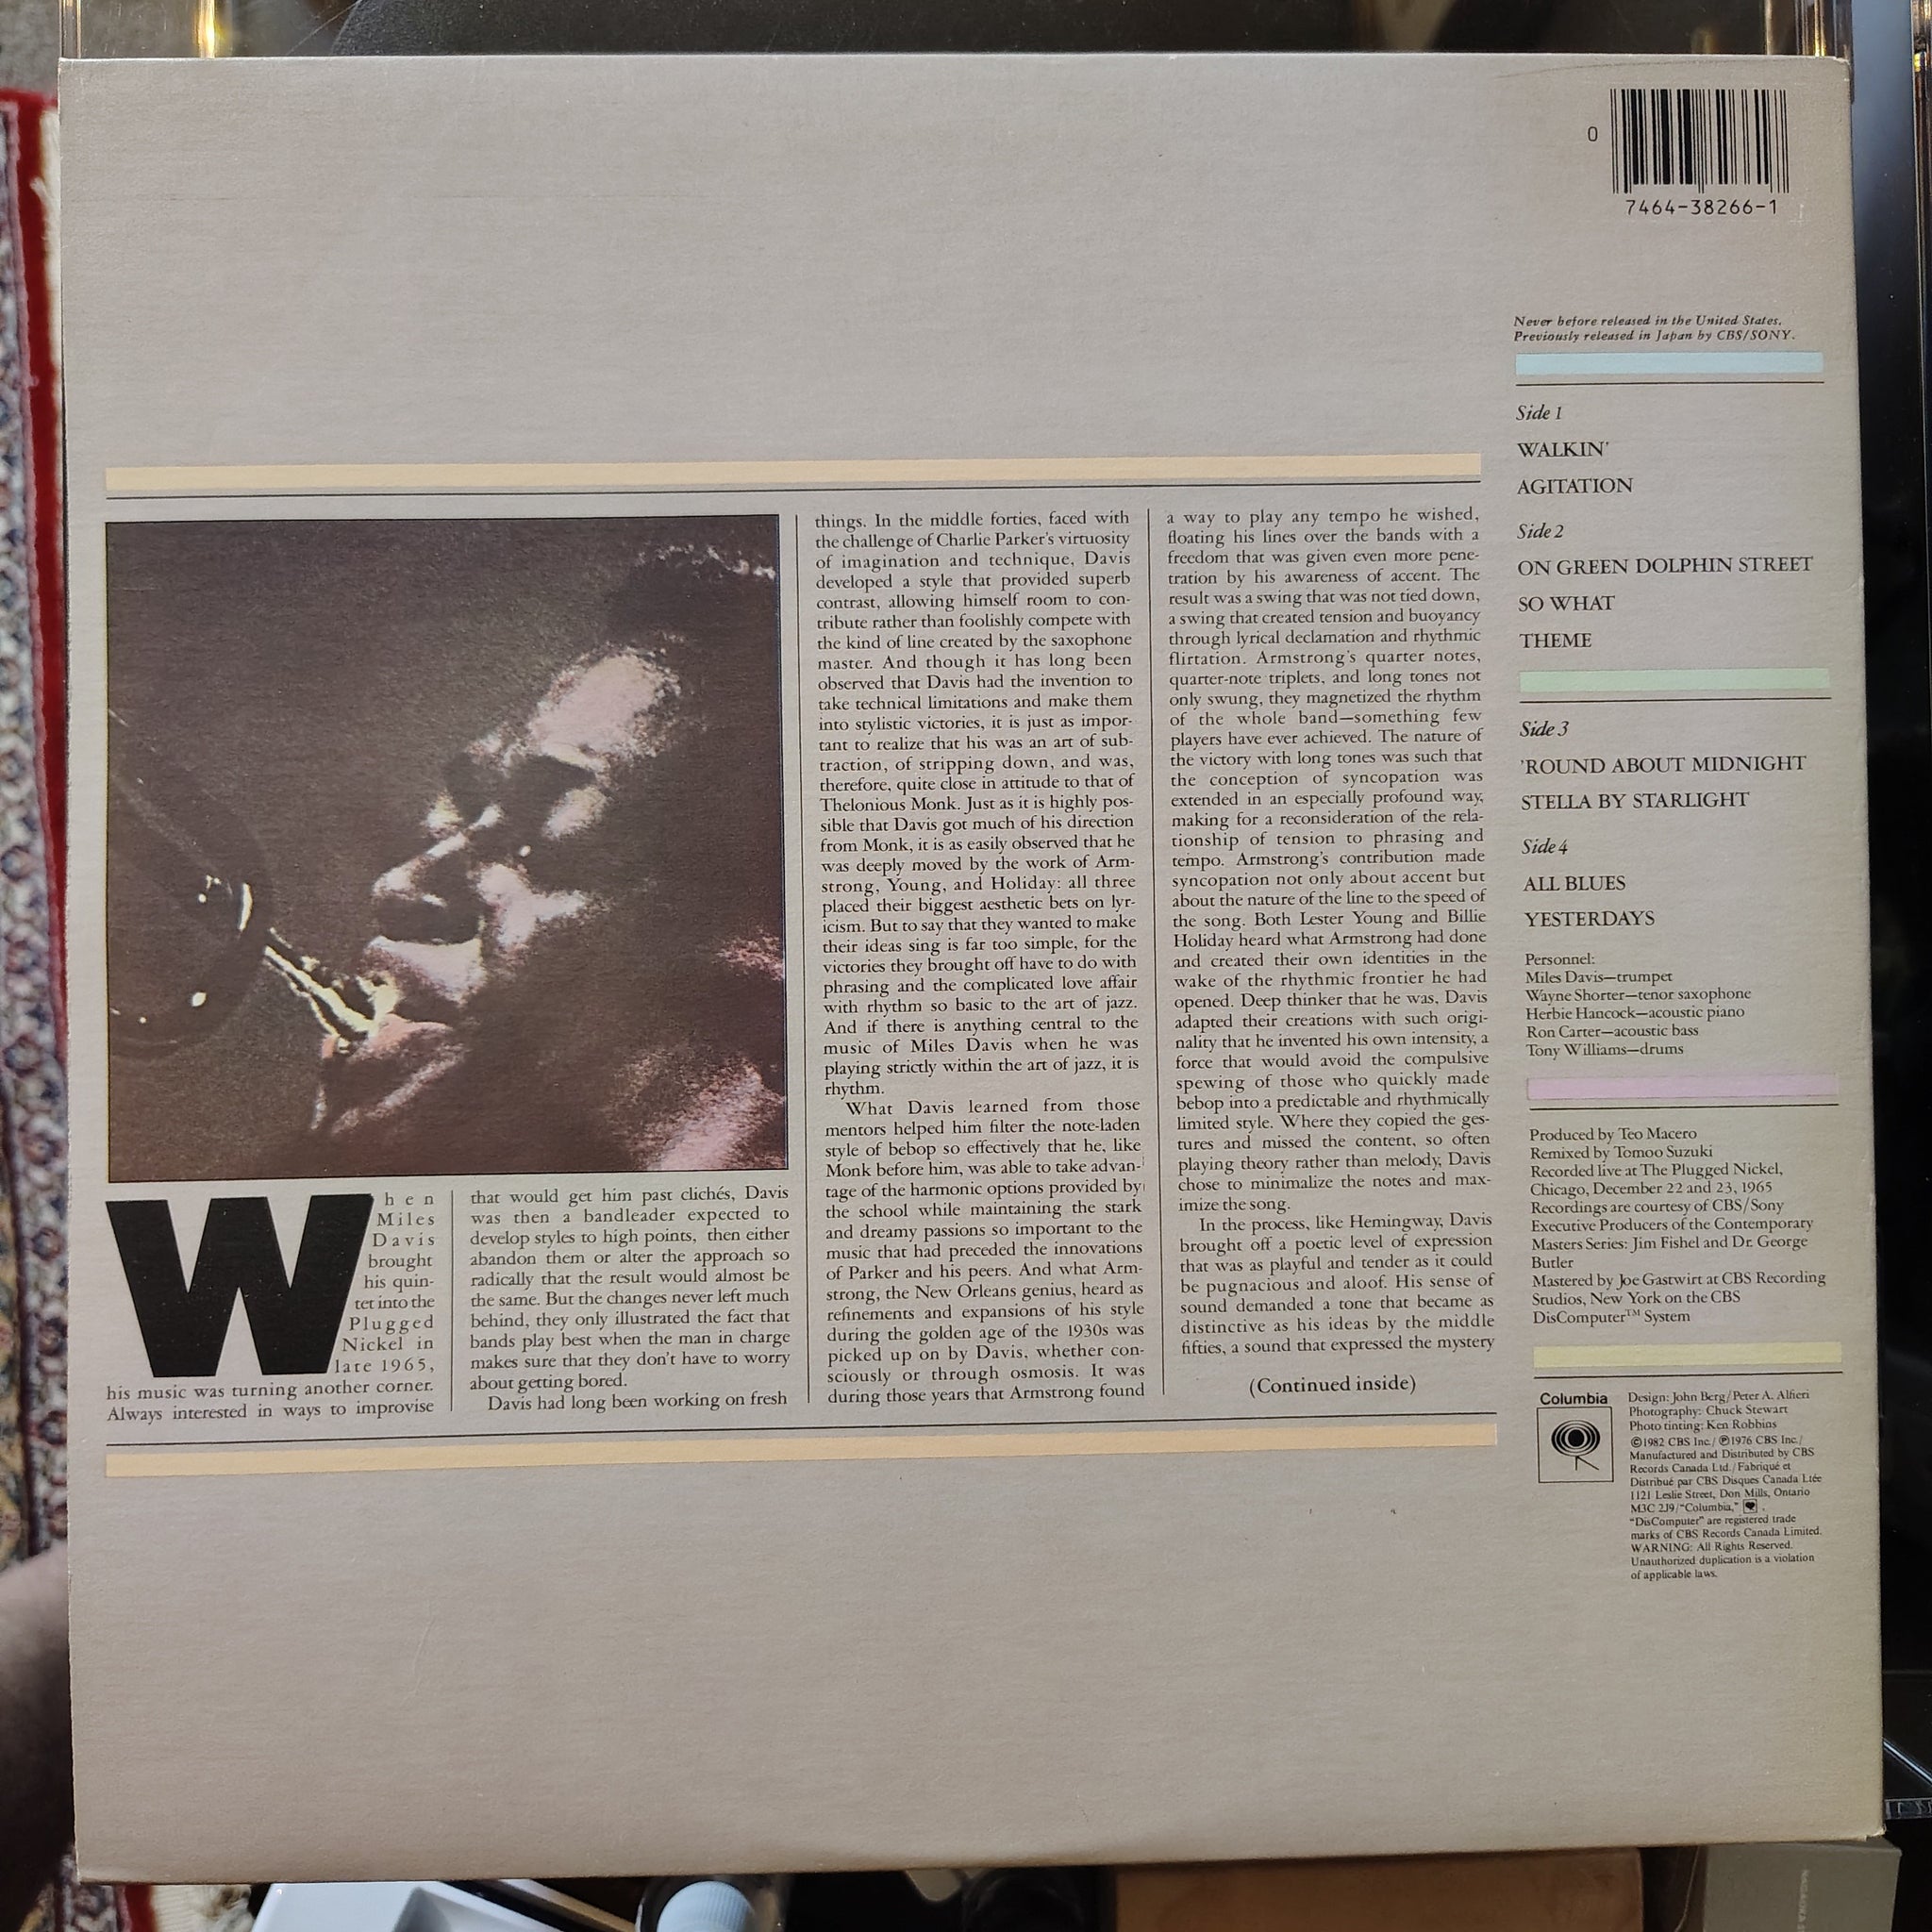 0
7464-38266-1
Never before released in the United States.
Previously released in Japan by CBS/SONY.
Side 1
WALKIN'
AGITATION
Side 2
ON GREEN DOLPHIN STREET
SO WHAT
THEME
Side 3
'ROUND ABOUT MIDNIGHT
STELLA BY STARLIGHT
Side 4
ALL BLUES
YESTERDAYS
Personnel:
Miles Davis—trumpet
Wayne Shorter—tenor saxophone
Herbie Hancock—acoustic piano
Ron Carter—acoustic bass
Tony Williams—drums
Produced by Teo Macero
Remixed by Tomoo Suzuki
Recorded live at The Plugged Nickel,
Chicago, December 22 and 23, 1965
Recordings are courtesy of CBS/Sony
Executive Producers of the Contemporary
Masters Series: Jim Fishel and Dr. George
Butler
Mastered by Joe Gastwirt at CBS Recording
Studios, New York on the CBS
DisComputer™ System
Columbia
Design: John Berg/Peter A. Alfieri
Photography: Chuck Stewart
Photo tinting: Ken Robbins
©1982 CBS Inc./ ℗1976 CBS Inc./
Manufactured and Distributed by CBS
Records Canada Ltd./Fabriqué et
Distribué par CBS Disques Canada Ltée
1121 Leslie Street, Don Mills, Ontario
M3C 2J9/"Columbia,"
"DisComputer" are registered trade
marks of CBS Records Canada Limited.
WARNING: All Rights Reserved.
Unauthorized duplication is a violation
of applicable laws.
When
Miles
Davis
brought
his quin-
tet into the
Plugged
Nickel in
late 1965,
his music was turning another corner.
Always interested in ways to improvise
that would get him past clichés, Davis
was then a bandleader expected to
develop styles to high points, then either
abandon them or alter the approach so
radically that the result would almost be
the same. But the changes never left much
behind, they only illustrated the fact that
bands play best when the man in charge
makes sure that they don't have to worry
about getting bored.
Davis had long been working on fresh
things. In the middle forties, faced with
the challenge of Charlie Parker's virtuosity
of imagination and technique, Davis
developed a style that provided superb
contrast, allowing himself room to con-
tribute rather than foolishly compete with
the kind of line created by the saxophone
master. And though it has long been
observed that Davis had the invention to
take technical limitations and make them
into stylistic victories, it is just as impor-
tant to realize that his was an art of sub-
traction, of stripping down, and was,
therefore, quite close in attitude to that of
Thelonious Monk. Just as it is highly pos-
sible that Davis got much of his direction
from Monk, it is as easily observed that he
was deeply moved by the work of Arm-
strong, Young, and Holiday: all three
placed their biggest aesthetic bets on lyr-
icism. But to say that they wanted to make
their ideas sing is far too simple, for the
victories they brought off have to do with
phrasing and the complicated love affair
with rhythm so basic to the art of jazz.
And if there is anything central to the
music of Miles Davis when he was
playing strictly within the art of jazz, it is
rhythm.
What Davis learned from those
mentors helped him filter the note-laden
style of bebop so effectively that he, like
Monk before him, was able to take advan-
tage of the harmonic options provided by
the school while maintaining the stark
and dreamy passions so important to the
music that had preceded the innovations
of Parker and his peers. And what Arm-
strong, the New Orleans genius, heard as
refinements and expansions of his style
during the golden age of the 1930s was
picked up on by Davis, whether con-
sciously or through osmosis. It was
during those years that Armstrong found
a way to play any tempo he wished,
floating his lines over the bands with a
freedom that was given even more pene-
tration by his awareness of accent. The
result was a swing that was not tied down,
a swing that created tension and buoyancy
through lyrical declamation and rhythmic
flirtation. Armstrong's quarter notes,
quarter-note triplets, and long tones not
only swung, they magnetized the rhythm
of the whole band—something few
players have ever achieved. The nature of
the victory with long tones was such that
the conception of syncopation was
extended in an especially profound way,
making for a reconsideration of the rela-
tionship of tension to phrasing and
tempo. Armstrong's contribution made
syncopation not only about accent but
about the nature of the line to the speed of
the song. Both Lester Young and Billie
Holiday heard what Armstrong had done
and created their own identities in the
wake of the rhythmic frontier he had
opened. Deep thinker that he was, Davis
adapted their creations with such origi-
nality that he invented his own intensity, a
force that would avoid the compulsive
spewing of those who quickly made
bebop into a predictable and rhythmically
limited style. Where they copied the ges-
tures and missed the content, so often
playing theory rather than melody, Davis
chose to minimalize the notes and max-
imize the song.
In the process, like Hemingway, Davis
brought off a poetic level of expression
that was as playful and tender as it could
be pugnacious and aloof. His sense of
sound demanded a tone that became as
distinctive as his ideas by the middle
fifties, a sound that expressed the mystery
(Continued inside)